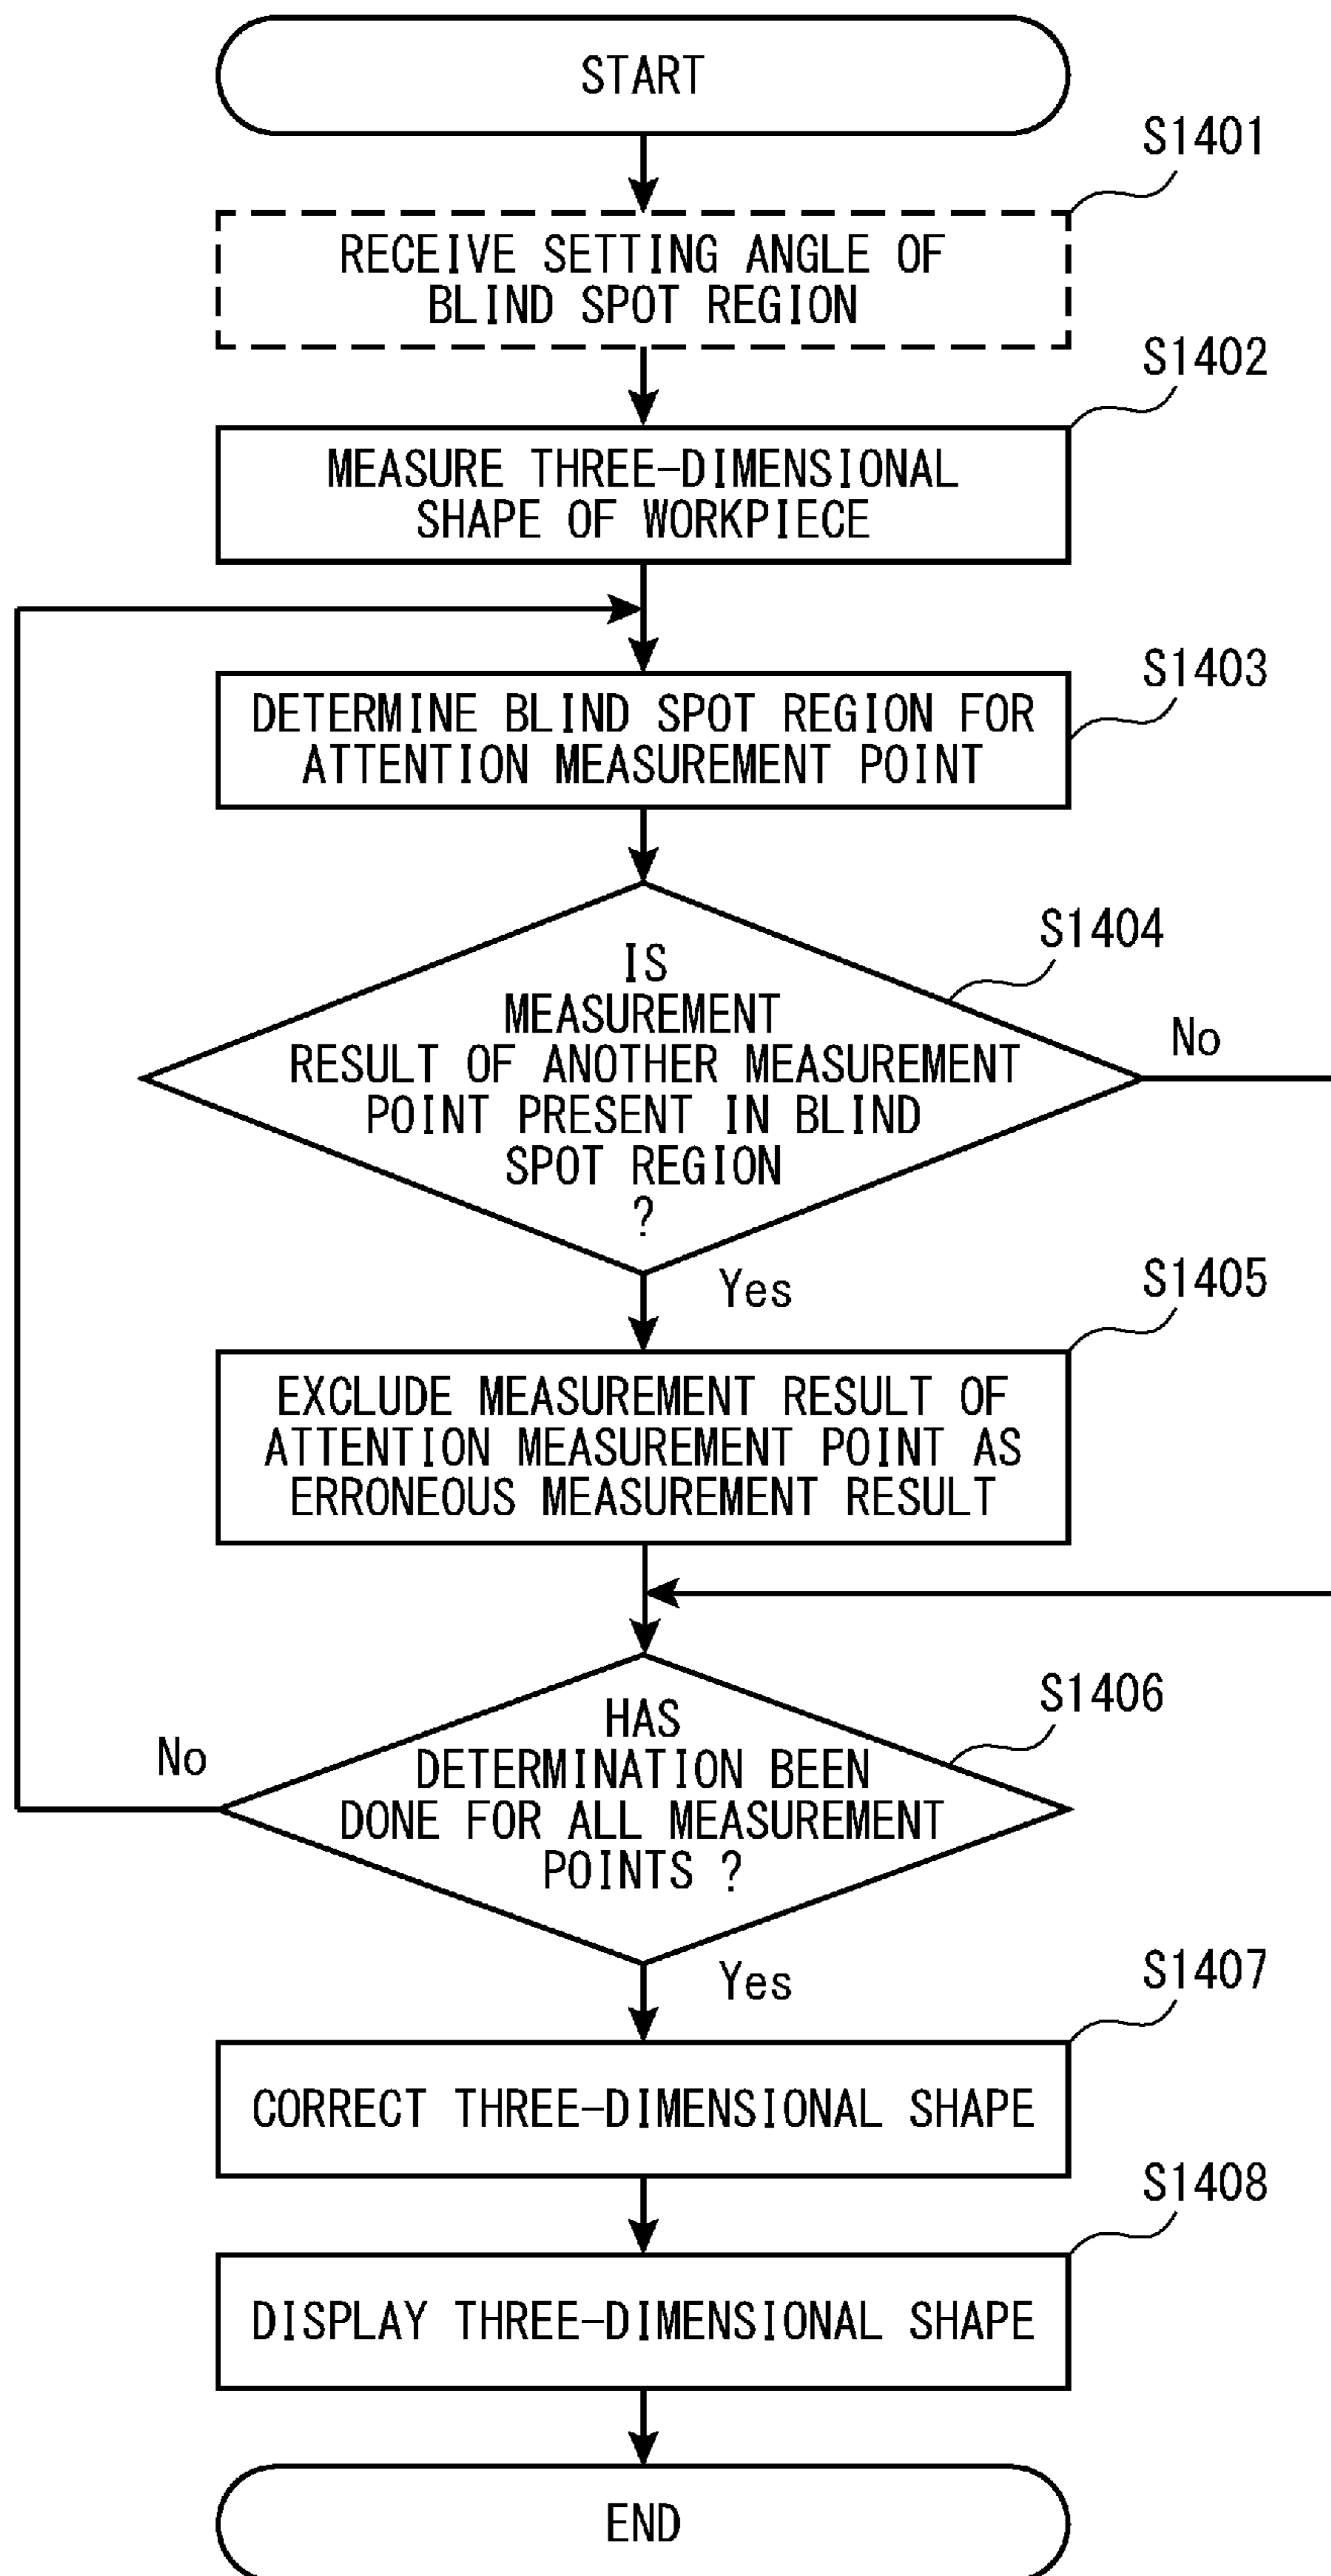 START
S1401
RECEIVE SETTING ANGLE OF
BLIND SPOT REGION
S1402
MEASURE THREE-DIMENSIONAL
SHAPE OF WORKPIECE
S1403
DETERMINE BLIND SPOT REGION FOR
ATTENTION MEASUREMENT POINT
S1404
IS
MEASUREMENT
RESULT OF ANOTHER MEASUREMENT
POINT PRESENT IN BLIND
SPOT REGION
?
No
Yes
S1405
EXCLUDE MEASUREMENT RESULT OF
ATTENTION MEASUREMENT POINT AS
ERRONEOUS MEASUREMENT RESULT
S1406
HAS
DETERMINATION BEEN
DONE FOR ALL MEASUREMENT
POINTS ?
No
Yes
S1407
CORRECT THREE-DIMENSIONAL SHAPE
S1408
DISPLAY THREE-DIMENSIONAL SHAPE
END